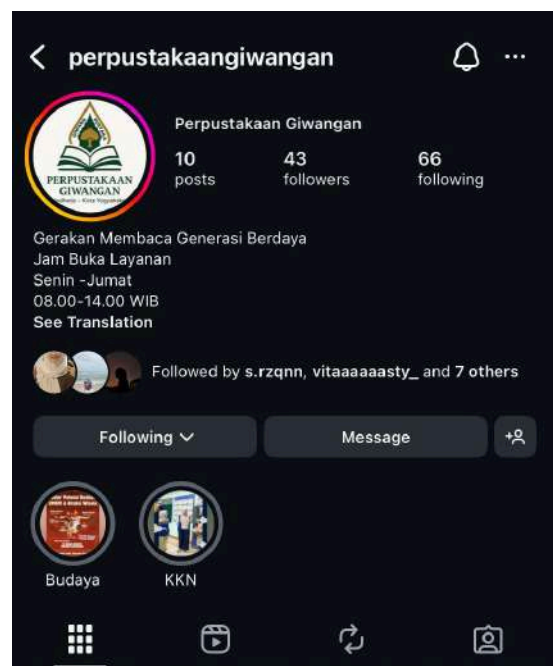 perpustakaangiwangan
Perpustakaan Giwangan
10 43 66
posts followers following
PERPUSTAKAAN
GIWANGAN
Gerakan Membaca Generasi Berdaya
Jam Buka Layanan
Senin -Jumat
08.00-14.00 WIB
See Translation
Followed by s.rzqnn, vitaaaaaasty_ and 7 others
Following Message
Budaya KKN